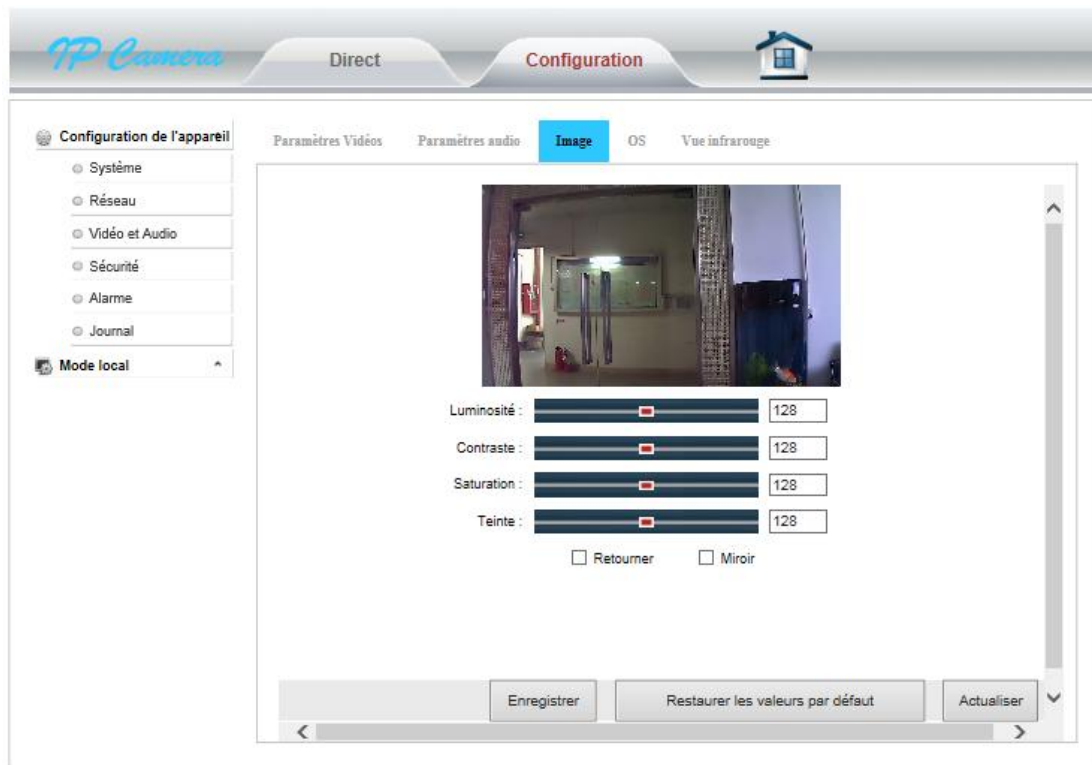 IP Camera
Direct
Configuration
Configuration de l'appareil
Système
Réseau
Vidéo et Audio
Sécurité
Alarme
Journal
Mode local
Paramètres Vidéos Paramètres audio Image OS Vue infrarouge
Luminosité : 128
Contraste : 128
Saturation : 128
Teinte : 128
Retourner Miroir
Enregistrer Restaurer les valeurs par défaut Actualiser